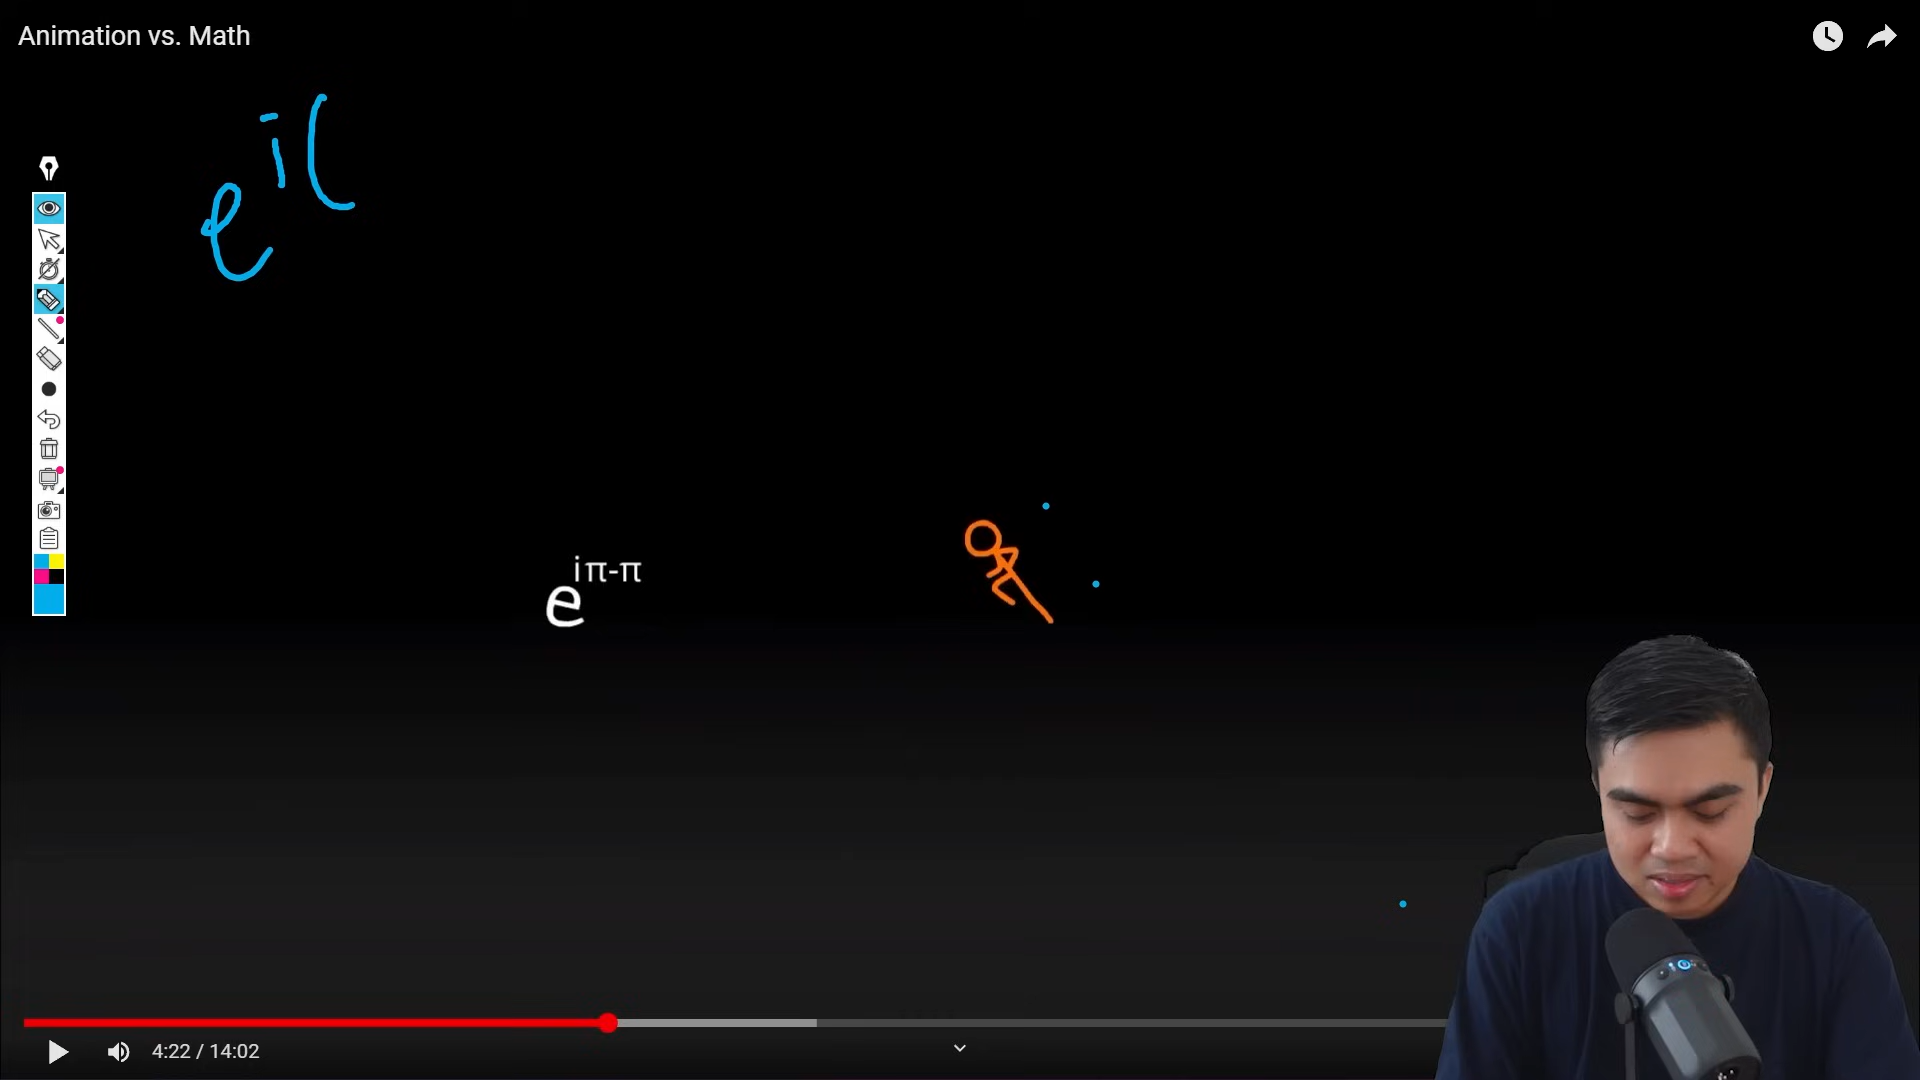 Animation vs. Math
e^{i(
e^{iπ-π}
4:22 / 14:02